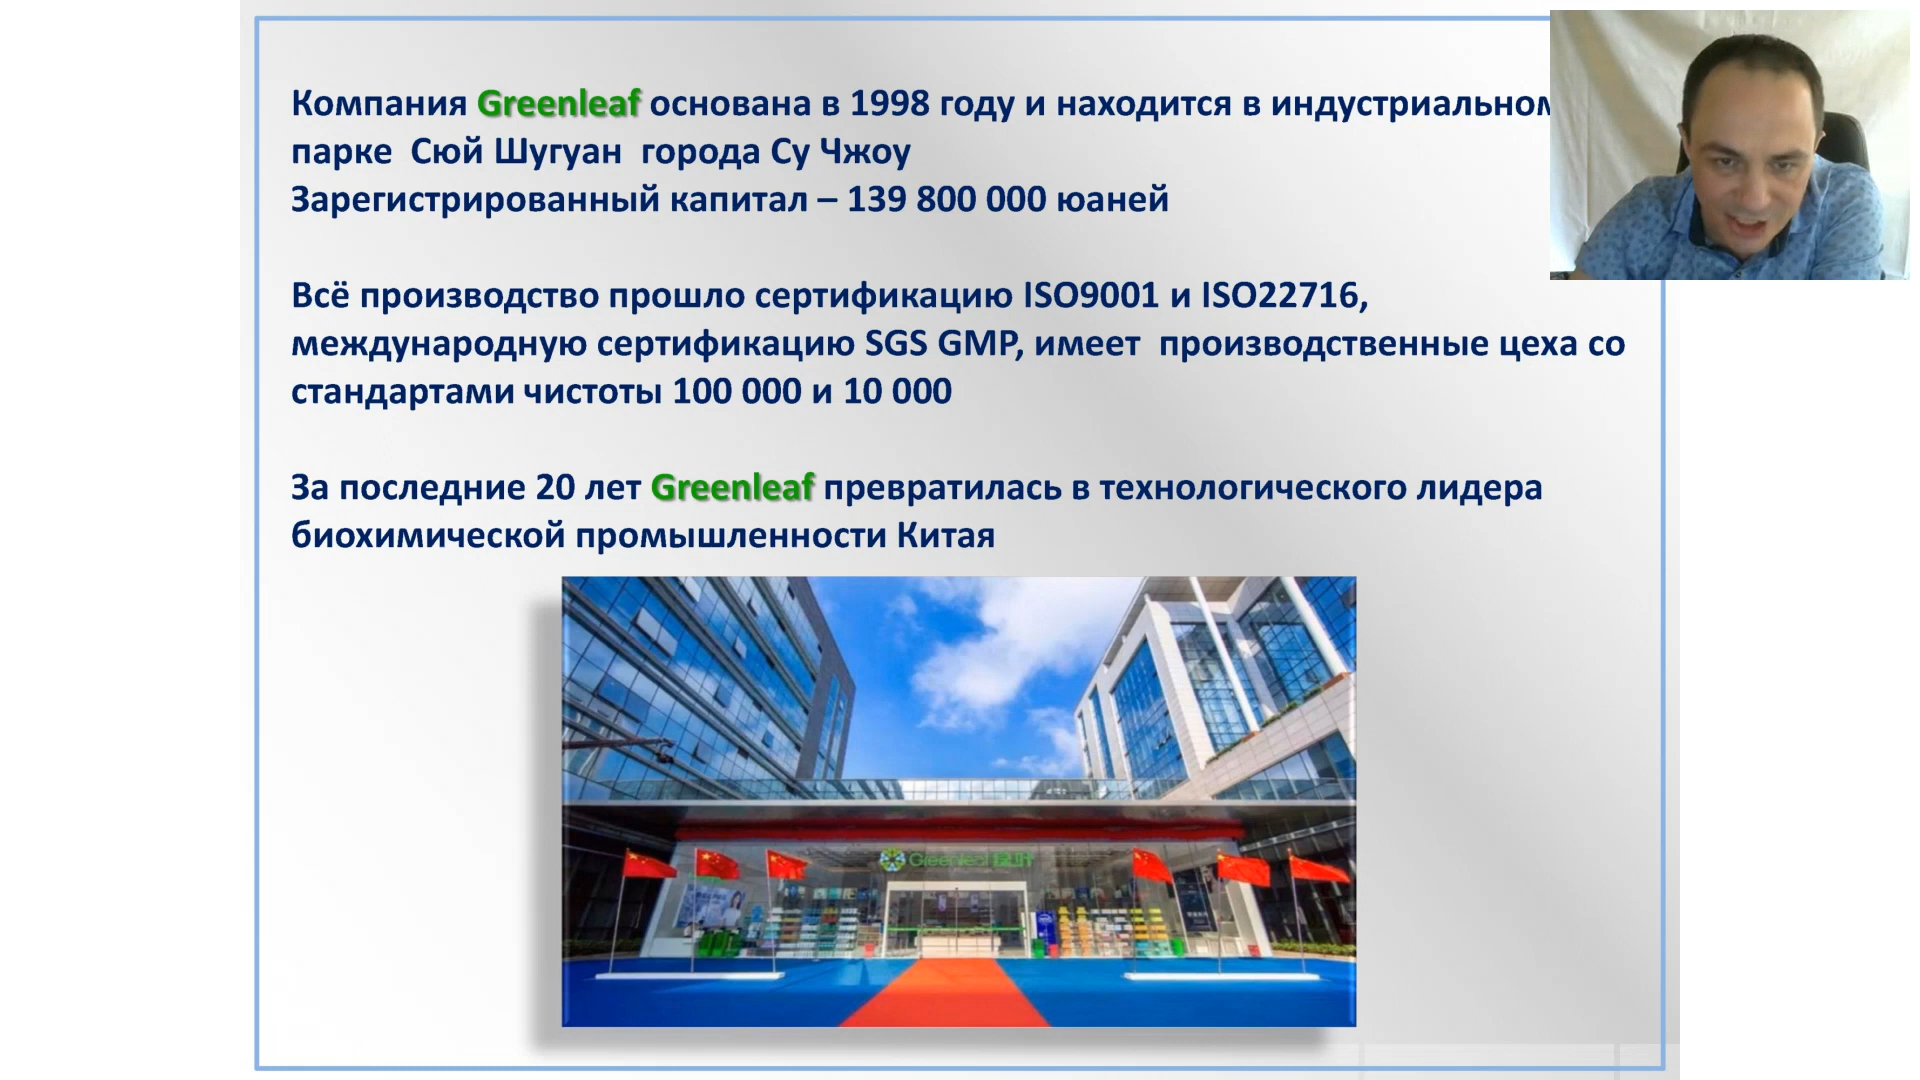 Компания Greenleaf основана в 1998 году и находится в индустриальном
парке Сюй Шугуан города Су Чжоу
Зарегистрированный капитал – 139 800 000 юаней
Всё производство прошло сертификацию ISO9001 и ISO22716,
международную сертификацию SGS GMP, имеет производственные цеха со
стандартами чистоты 100 000 и 10 000
За последние 20 лет Greenleaf превратилась в технологического лидера
биохимической промышленности Китая
Greenleaf 绿叶